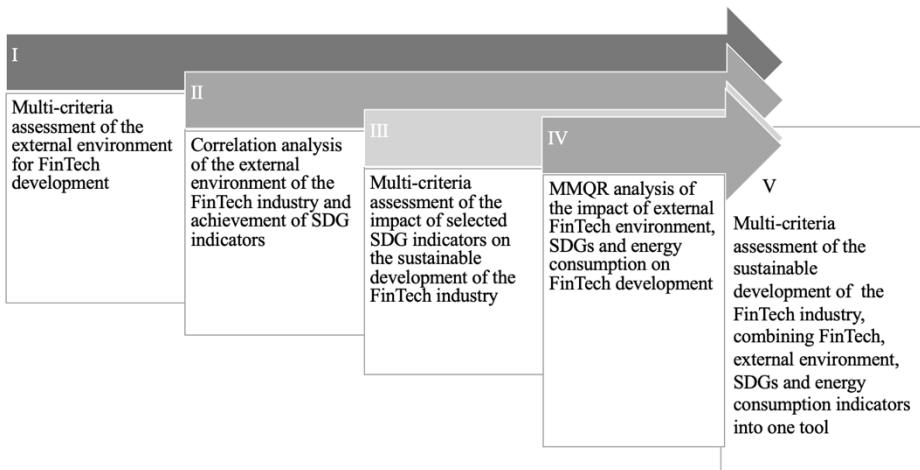 I
Multi-criteria
assessment of the
external environment
for FinTech
development
II
Correlation analysis
of the external
environment of the
FinTech industry and
achievement of SDG
indicators
III
Multi-criteria
assessment of the
impact of selected
SDG indicators on
the sustainable
development of the
FinTech industry
IV
MMQR analysis of
the impact of external
FinTech environment,
SDGs and energy
consumption on
FinTech development
V
Multi-criteria
assessment of the
sustainable
development of the
FinTech industry,
combining FinTech,
external environment,
SDGs and energy
consumption indicators
into one tool